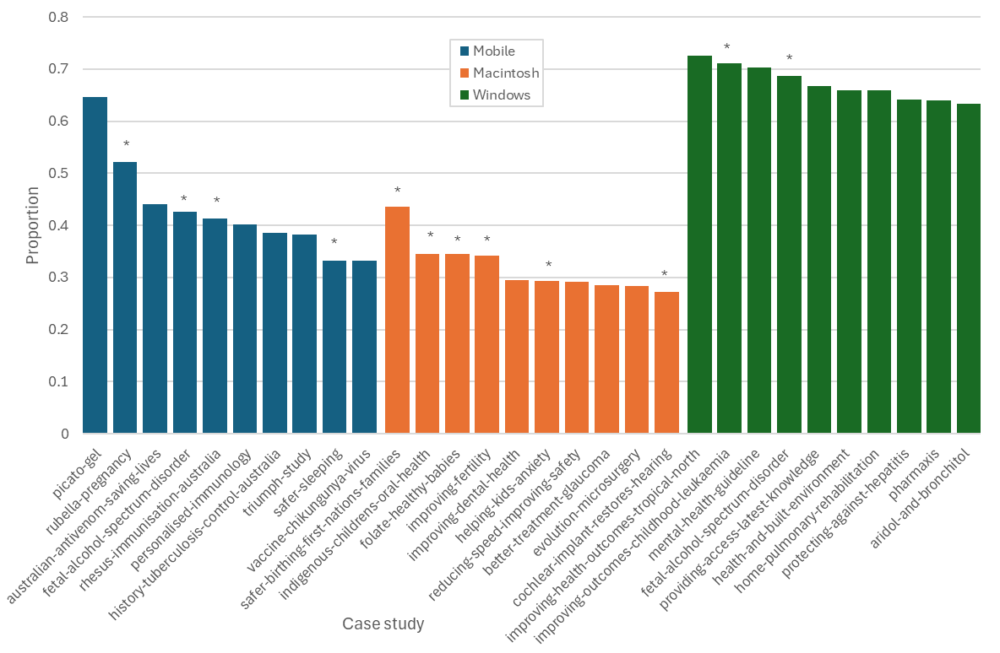 0.8
0.7
0.6
0.5
0.4
0.3
0.2
0.1
0
Proportion
Mobile
Macintosh
Windows
*
*
*
*
*
*
*
*
*
*
*
*
picato-gel
rubella-pregnancy
australian-antivenom-saving-lives
fetal-alcohol-spectrum-disorder
rhesus-immunisation-australia
personalised-immunology
history-tuberculosis-control-australia
triumph-study
safer-sleeping
vaccine-chikungunya-virus
safer-birthing-first-nations-families
indigenous-childrens-oral-health
folate-healthy-babies
improving-fertility
improving-dental-health
helping-kids-anxiety
reducing-speed-improving-safety
better-treatment-glaucoma
evolution-microsurgery
cochlear-implant-restores-hearing
improving-health-outcomes-tropical-north
improving-outcomes-childhood-leukaemia
mental-health-guideline
fetal-alcohol-spectrum-disorder
providing-access-latest-knowledge
health-and-built-environment
home-pulmonary-rehabilitation
protecting-against-hepatitis
pharmaxis
aridol-and-bronchitol
Case study